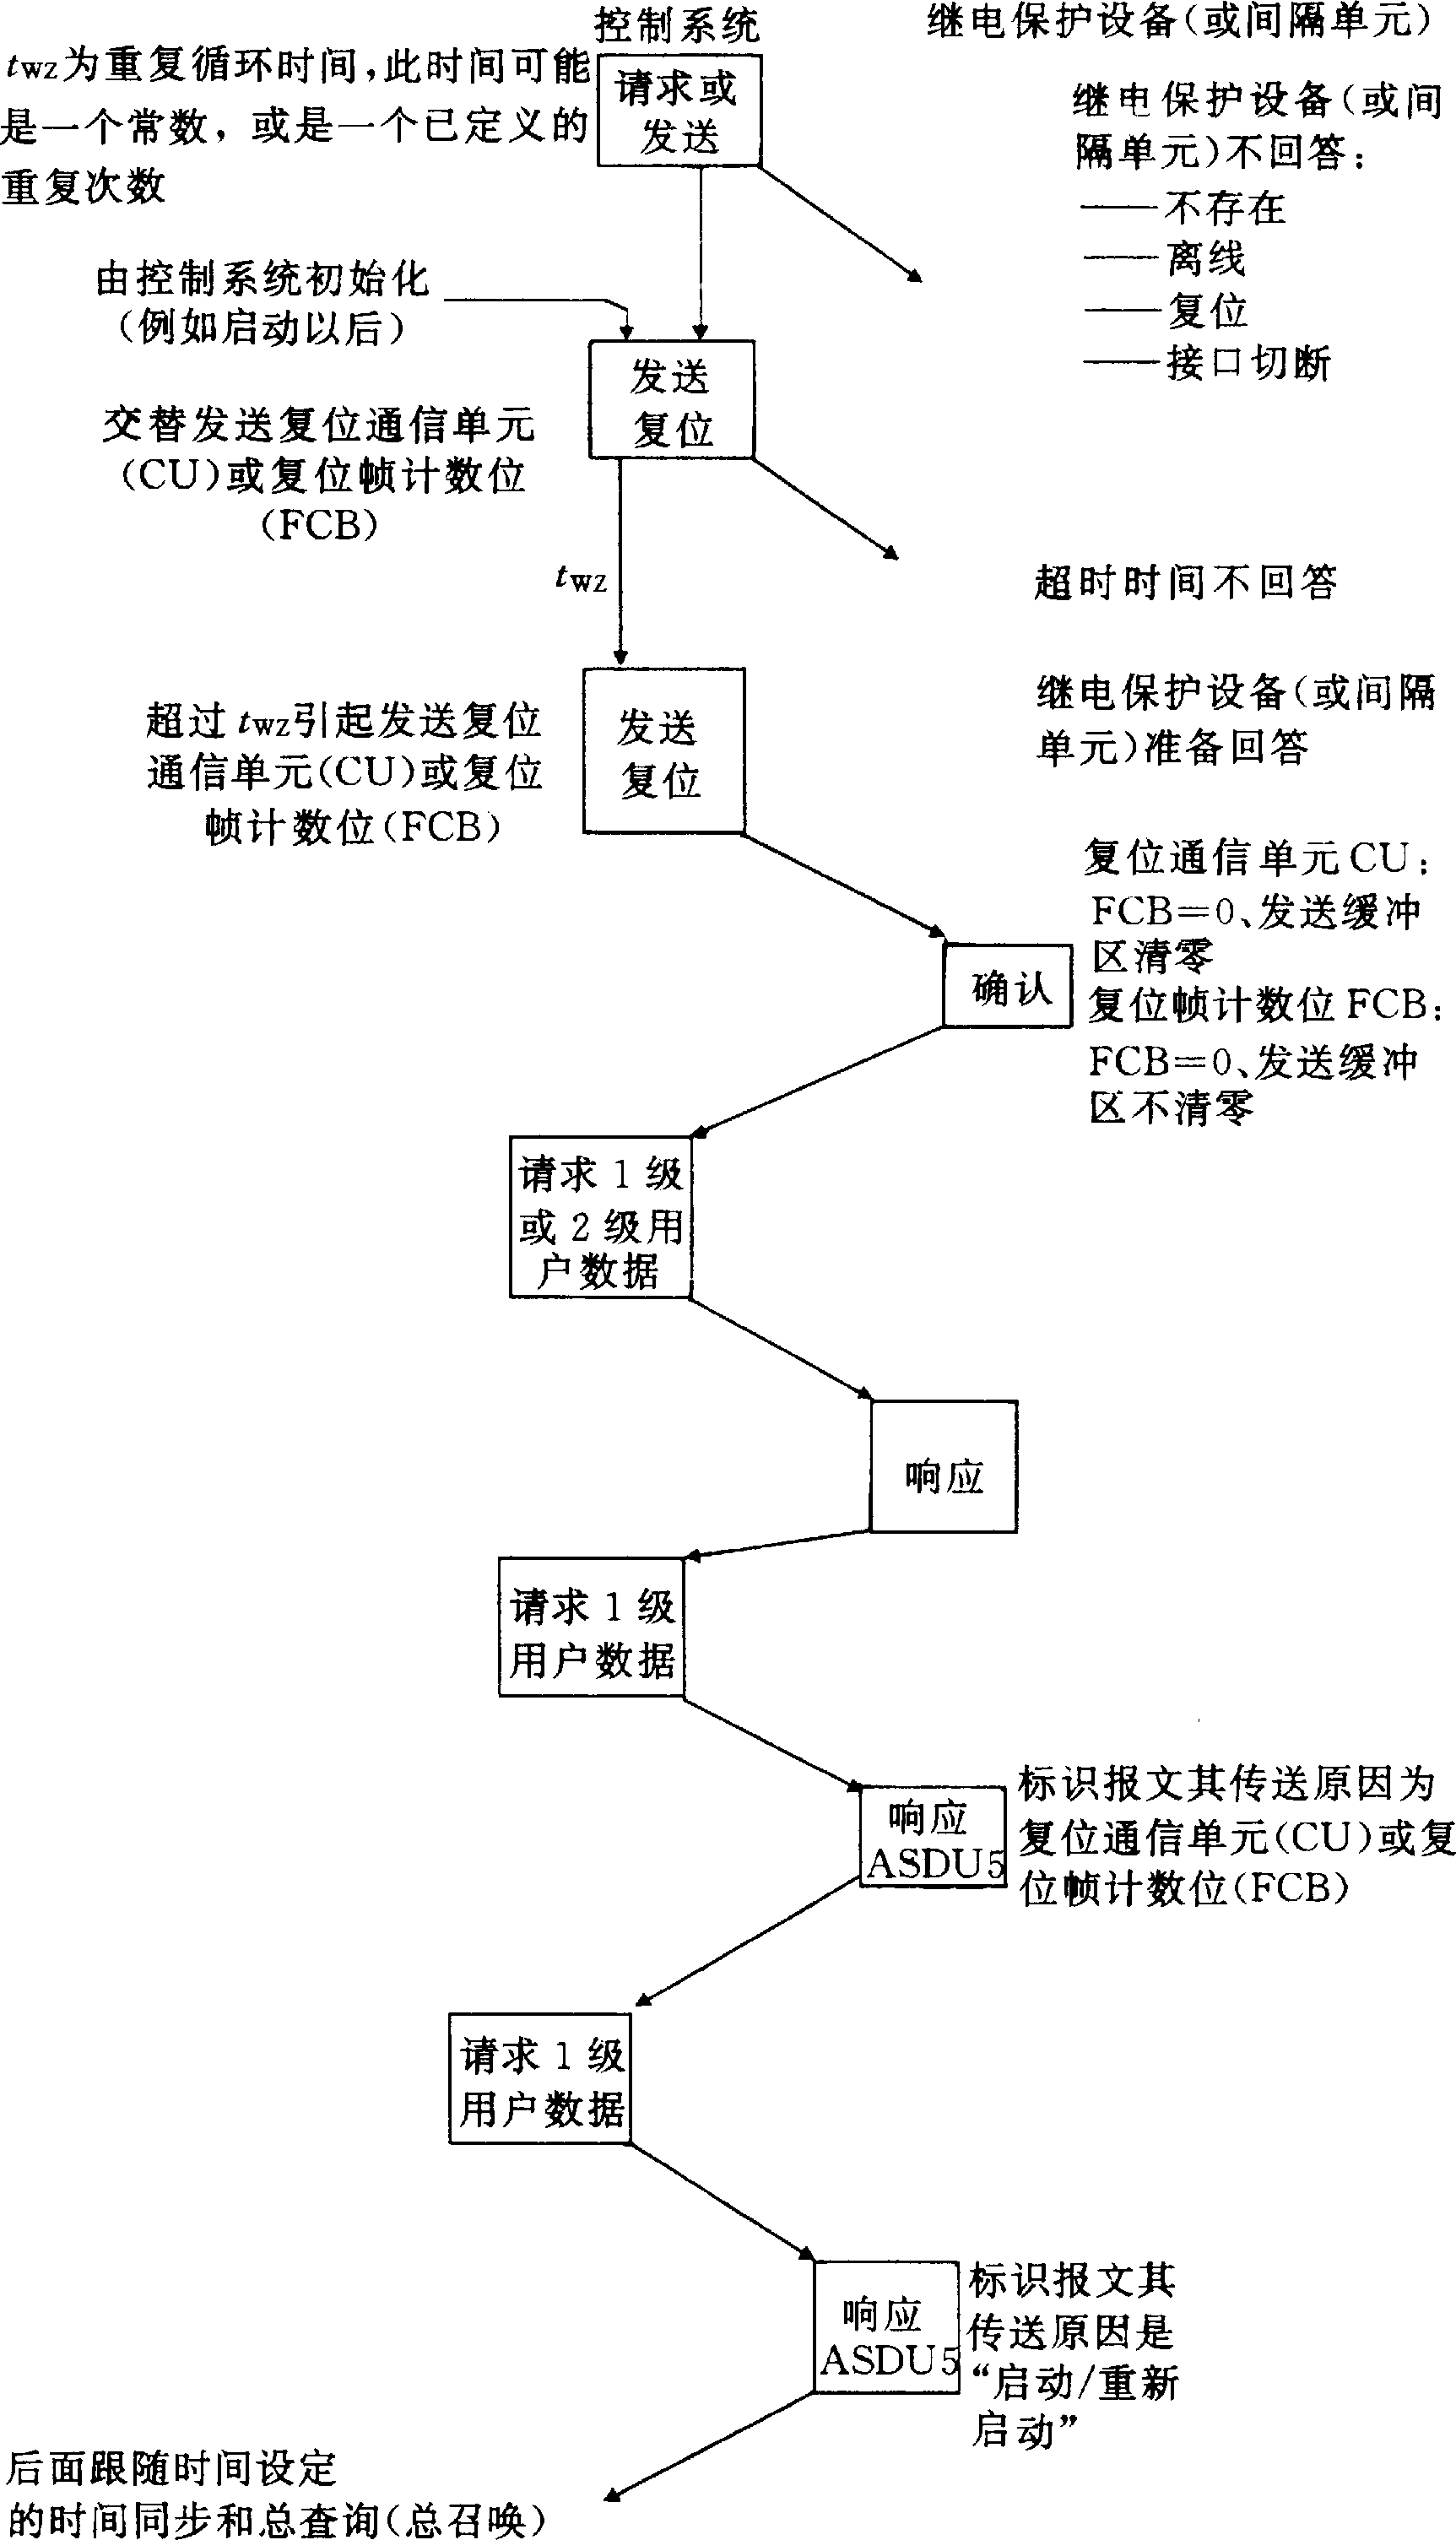 控制系统
继电保护设备(或间隔单元)
twz为重复循环时间,此时间可能
是一个常数，或是一个已定义的
重复次数
请求或
发送
继电保护设备(或间
隔单元)不回答：
——不存在
——离线
——复位
——接口切断
由控制系统初始化
(例如启动以后)
发送
复位
交替发送复位通信单元
(CU)或复位帧计数位
(FCB)
twz
超时时间不回答
超过twz引起发送复位
通信单元(CU)或复位
帧计数位(FCB)
发送
复位
继电保护设备(或间隔
单元)准备回答
复位通信单元CU：
FCB=0、发送缓冲
区清零
复位帧计数位FCB：
FCB=0、发送缓冲
区不清零
确认
请求1级
或2级用
户数据
响应
请求1级
用户数据
响应
ASDU5
标识报文其传送原因为
复位通信单元(CU)或复
位帧计数位(FCB)
请求1级
用户数据
响应
ASDU5
标识报文其
传送原因是
“启动/重新
启动”
后面跟随时间设定
的时间同步和总查询(总召唤)